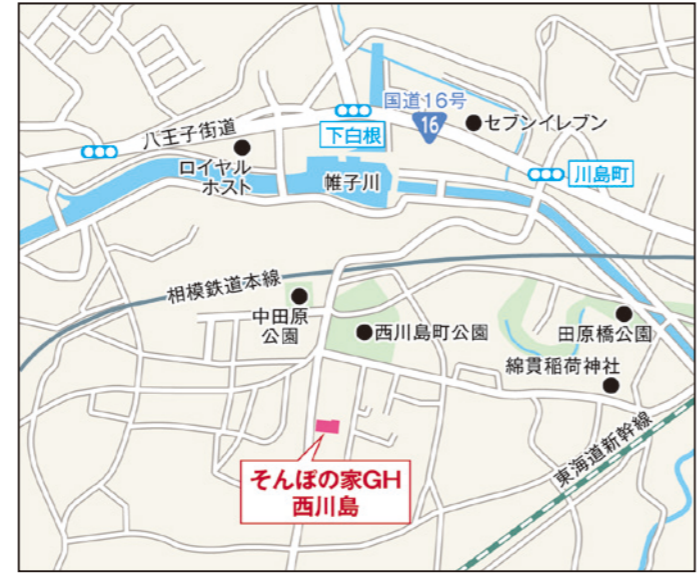 国道16号
16
セブンイレブン
八王子街道
下白根
ロイヤル
ホスト
帷子川
川島町
相模鉄道本線
中田原
公園
西川島町公園
田原橋公園
綿貫稲荷神社
東海道新幹線
そんぽの家GH
西川島